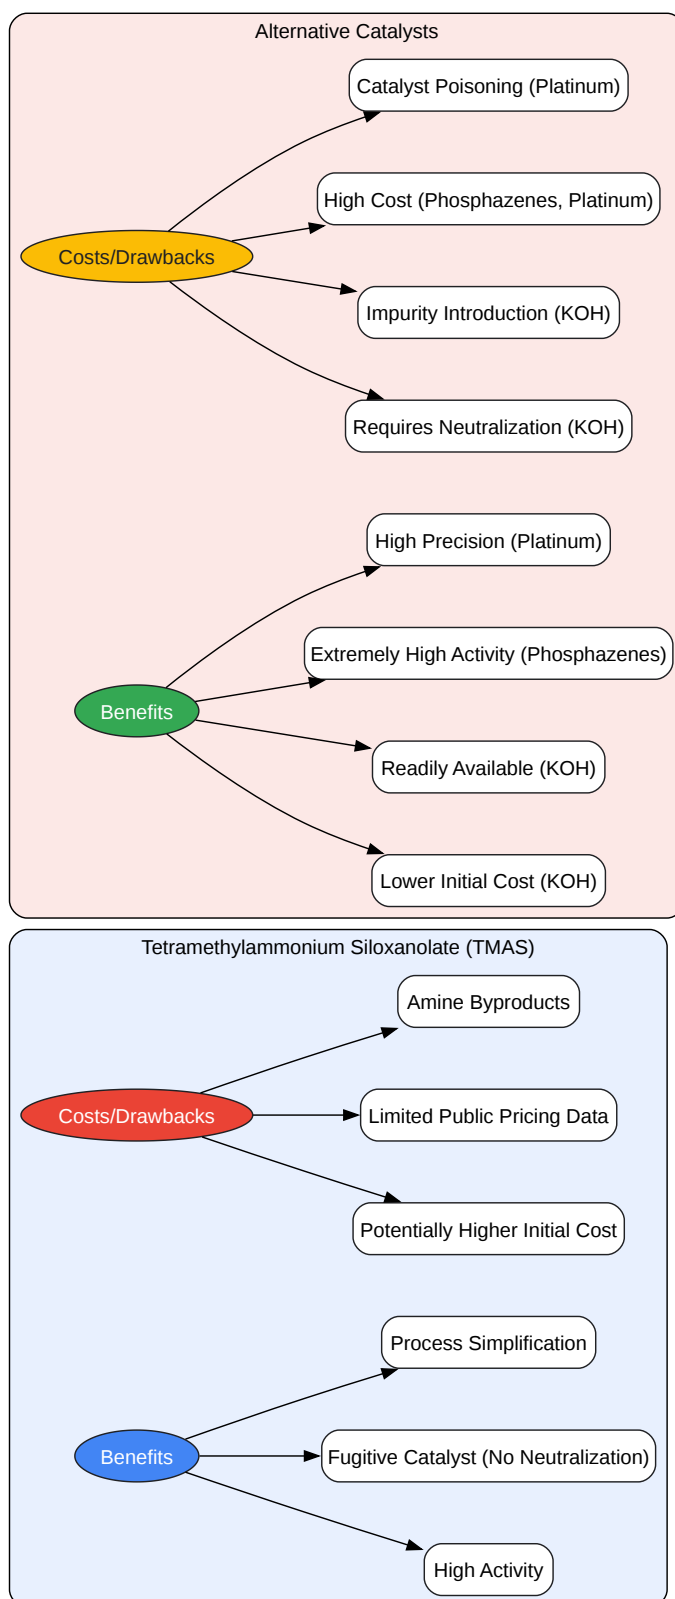 Alternative Catalysts
Catalyst Poisoning (Platinum)
High Cost (Phosphazenes, Platinum)
Costs/Drawbacks
Impurity Introduction (KOH)
Requires Neutralization (KOH)
High Precision (Platinum)
Extremely High Activity (Phosphazenes)
Benefits
Readily Available (KOH)
Lower Initial Cost (KOH)
Tetramethylammonium Siloxanolate (TMAS)
Amine Byproducts
Costs/Drawbacks
Limited Public Pricing Data
Potentially Higher Initial Cost
Process Simplification
Benefits
Fugitive Catalyst (No Neutralization)
High Activity